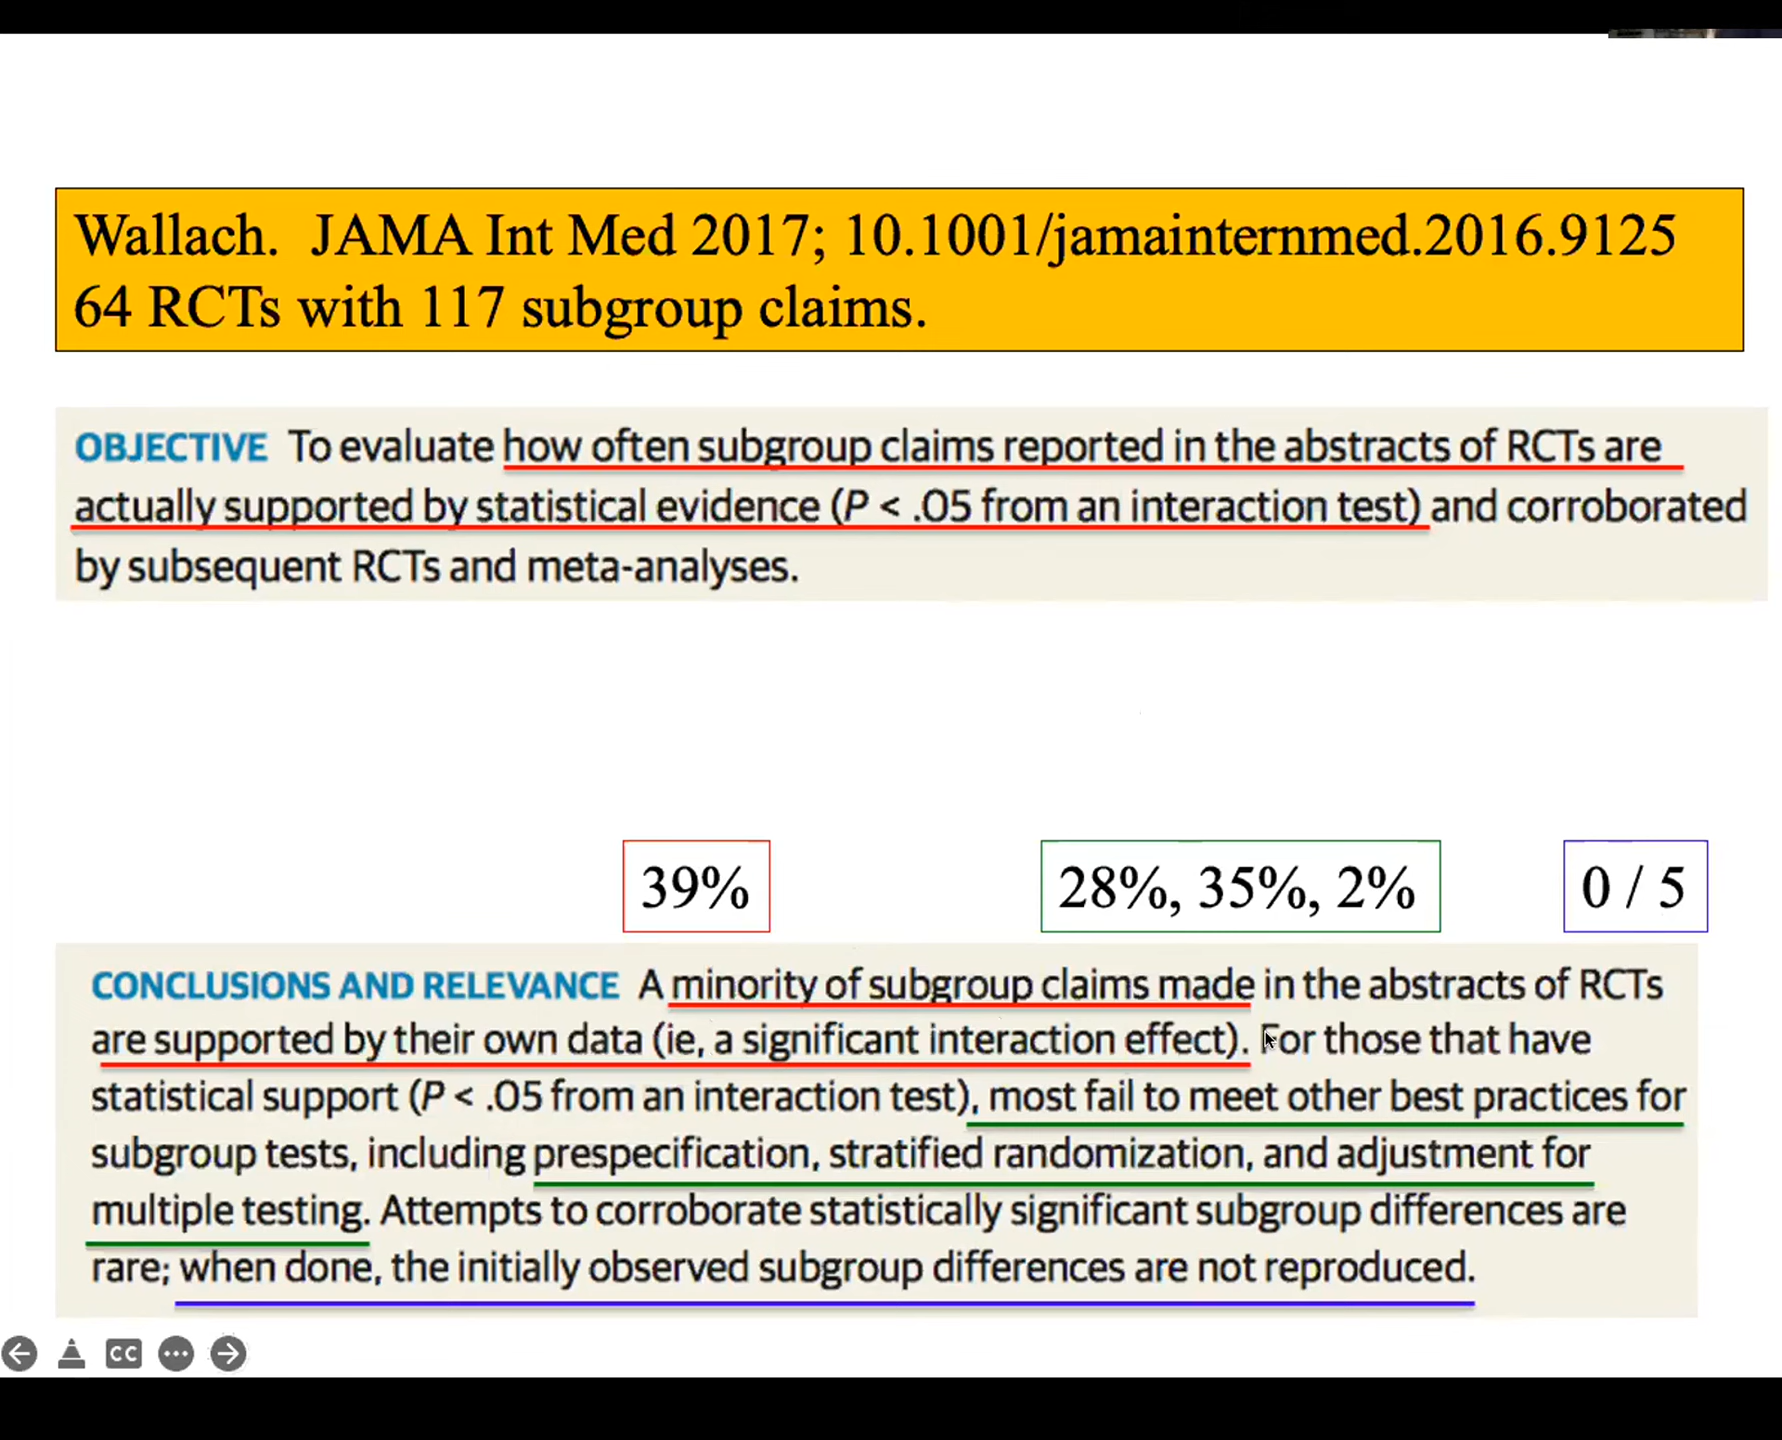 Wallach. JAMA Int Med 2017; 10.1001/jamainternmed.2016.9125
64 RCTs with 117 subgroup claims.
OBJECTIVE To evaluate how often subgroup claims reported in the abstracts of RCTs are
actually supported by statistical evidence (P < .05 from an interaction test) and corroborated
by subsequent RCTs and meta-analyses.
39%
28%, 35%, 2%
0 / 5
CONCLUSIONS AND RELEVANCE A minority of subgroup claims made in the abstracts of RCTs
are supported by their own data (ie, a significant interaction effect). For those that have
statistical support (P < .05 from an interaction test), most fail to meet other best practices for
subgroup tests, including prespecification, stratified randomization, and adjustment for
multiple testing. Attempts to corroborate statistically significant subgroup differences are
rare; when done, the initially observed subgroup differences are not reproduced.
CC